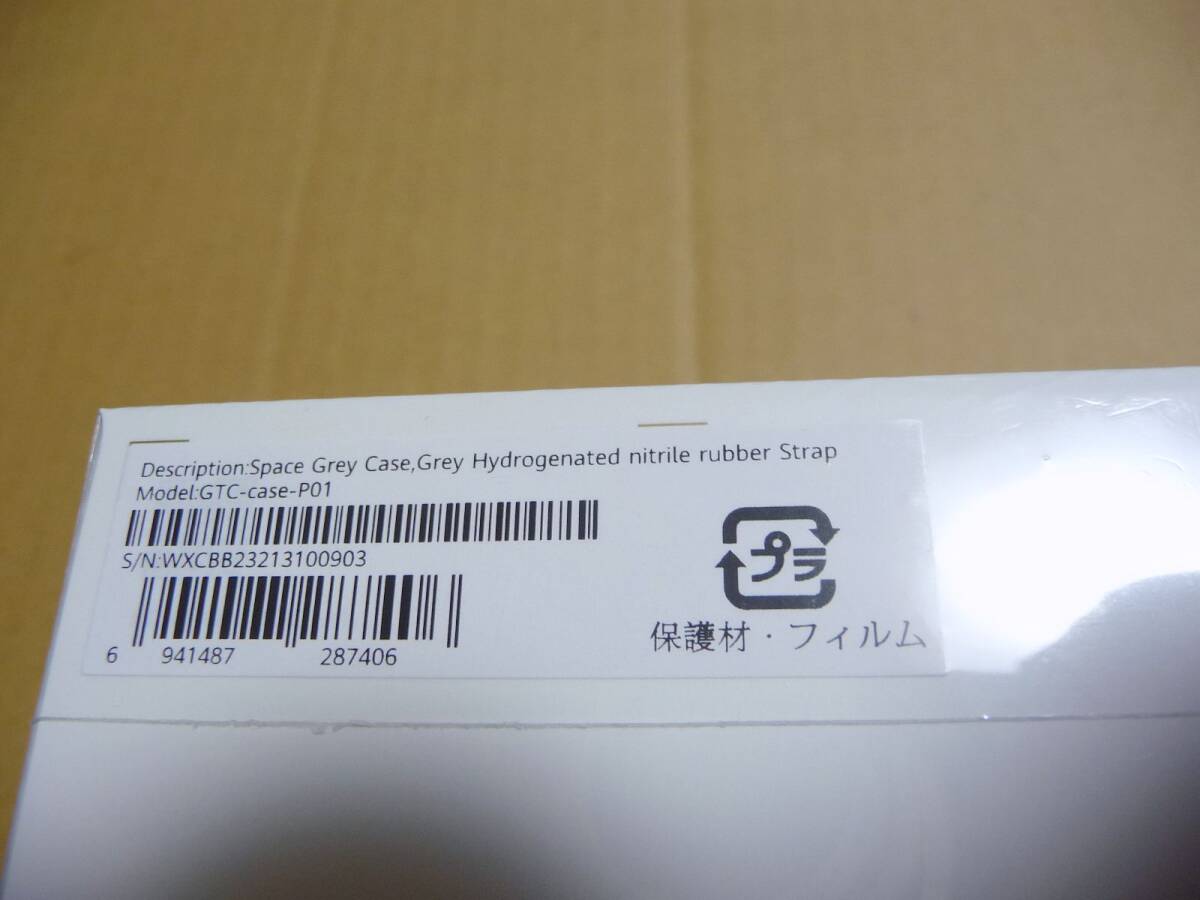 Description:Space Grey Case,Grey Hydrogenated nitrile rubber Strap
Model:GTC-case-P01
S/N:WXCBB23213100903
6 941487 287406
プラ
保護材・フィルム